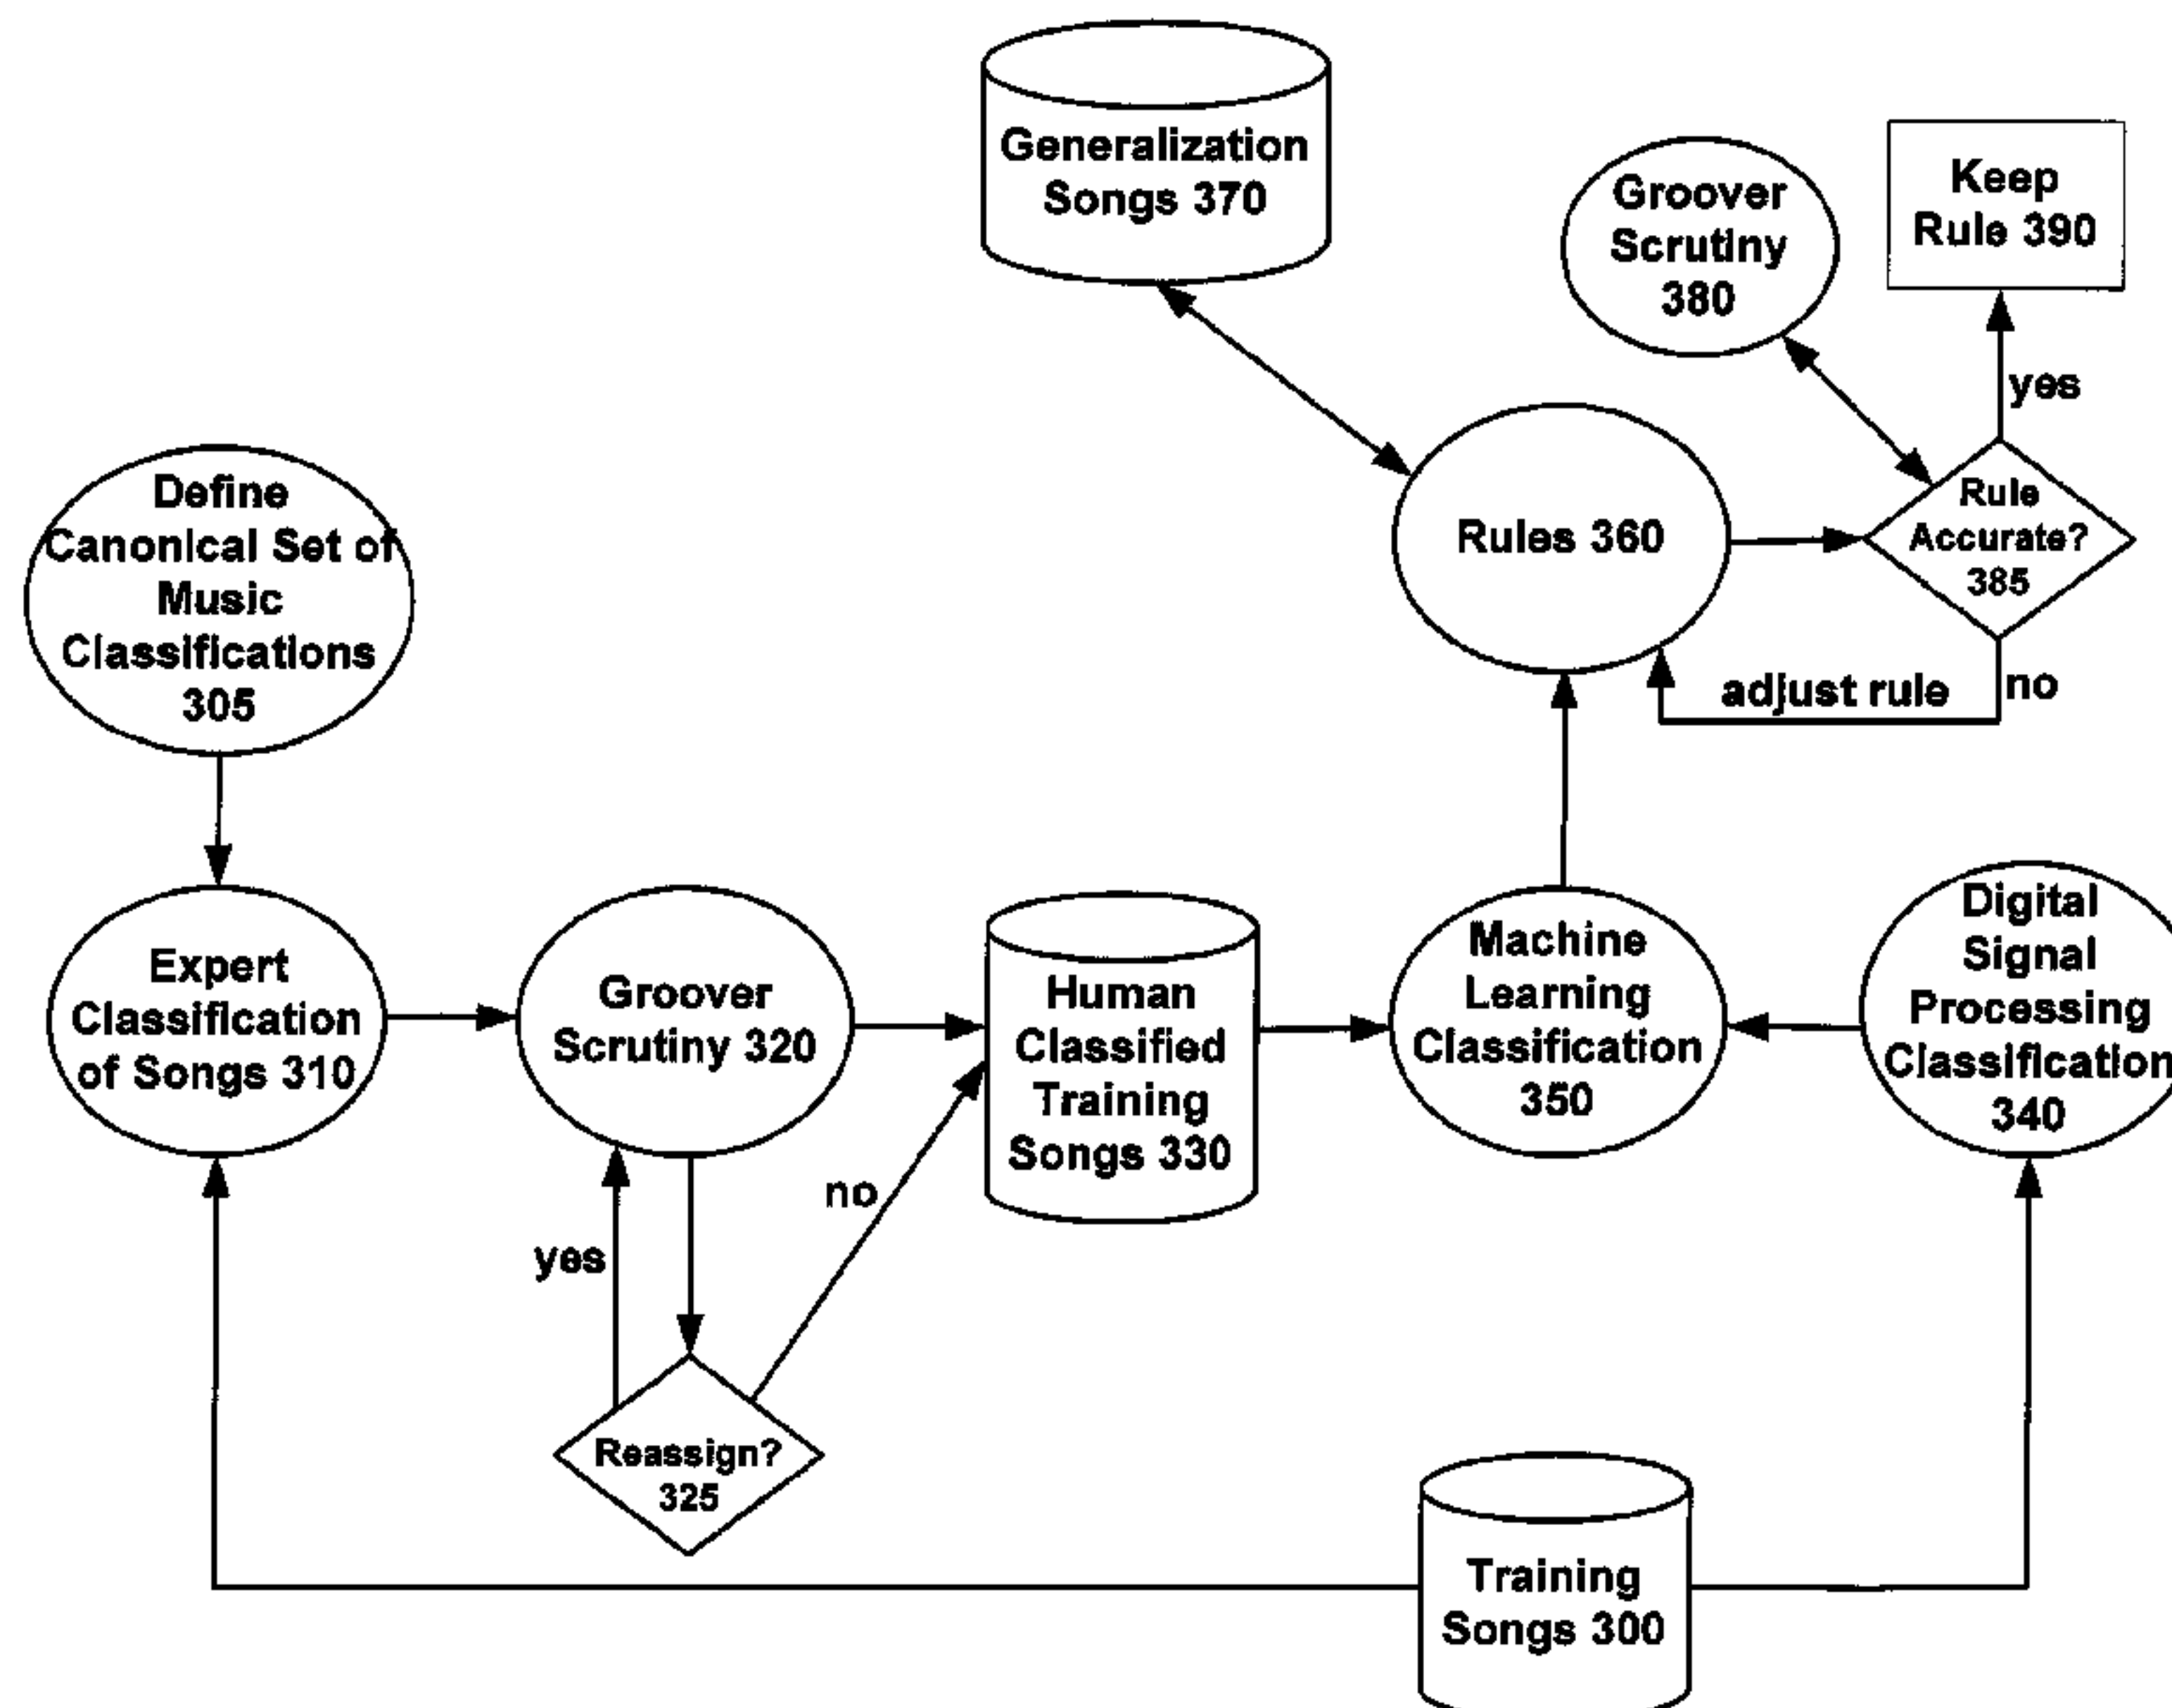 Generalization
Songs 370
Groover
Scrutiny
380
Keep
Rule 390
yes
Define
Canonical Set of
Music
Classifications
305
Rules 360
Rule
Accurate?
385
adjust rule
no
Expert
Classification
of Songs 310
Groover
Scrutiny 320
Human
Classified
Training
Songs 330
Machine
Learning
Classification
350
Digital
Signal
Processing
Classification
340
yes
no
Reassign?
325
Training
Songs 300